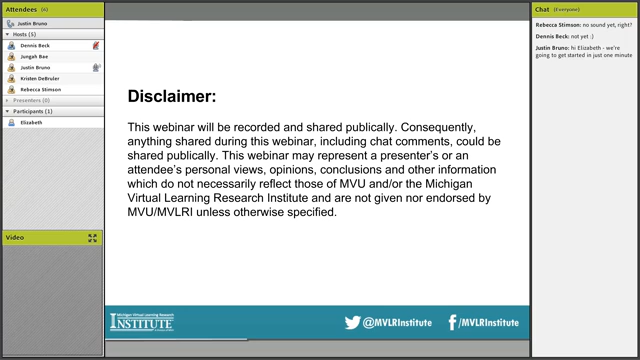 Attendees (6)
Justin Bruno
Hosts (5)
Dennis Beck
Jungah Bae
Justin Bruno
Kristen DeBruler
Rebecca Stimson
Presenters (0)
Participants (1)
Elizabeth
Video
Disclaimer:
This webinar will be recorded and shared publically. Consequently,
anything shared during this webinar, including chat comments, could be
shared publically. This webinar may represent a presenter's or an
attendee's personal views, opinions, conclusions and other information
which do not necessarily reflect those of MVU and/or the Michigan
Virtual Learning Research Institute and are not given nor endorsed by
MVU/MVLRI unless otherwise specified.
Michigan Virtual Learning Research
INSTITUTE
@MVLRInstitute
/MVLRInstitute
Chat (Everyone)
Rebecca Stimson: no sound yet, right?
Dennis Beck: not yet :)
Justin Bruno: hi Elizabeth - we're
going to get started in just one minute